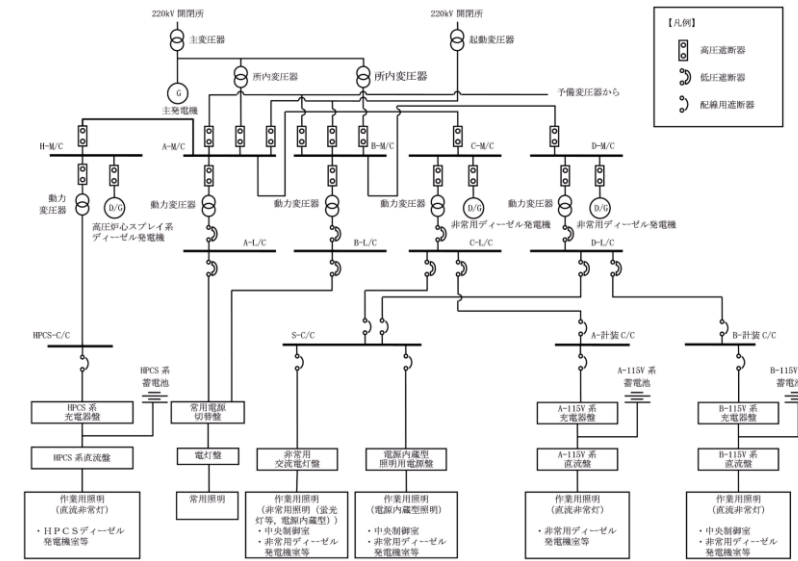 220kV 開閉所
220kV 開閉所
主変圧器
起動変圧器
所内変圧器
所内変圧器
G
主発電機
予備変圧器から
【凡例】
高圧遮断器
低圧遮断器
配線用遮断器
H-M/C
A-M/C
B-M/C
C-M/C
D-M/C
動力
変圧器
動力変圧器
動力変圧器
動力変圧器
動力変圧器
D/G
D/G
D/G
高圧炉心スプレイ系
ディーゼル発電機
非常用ディーゼル発電機
非常用ディーゼル発電機
A-L/C
B-L/C
C-L/C
D-L/C
HPCS-C/C
S-C/C
A-計装 C/C
B-計装 C/C
HPCS 系
蓄電池
A-115V 系
蓄電池
B-115V 系
蓄電池
HPCS 系
充電器盤
常用電源
切替盤
A-115V 系
充電器盤
B-115V 系
充電器盤
HPCS 系直流盤
電灯盤
非常用
交流電灯盤
電源内蔵型
照明用電源盤
A-115V 系
直流盤
B-115V 系
直流盤
作業用照明
(直流非常灯)
・HPCSディーゼル
発電機室等
常用照明
作業用照明
(非常用照明 (蛍光
灯等, 電源内蔵型))
・中央制御室
・非常用ディーゼル
発電機室等
作業用照明
(電源内蔵型照明)
・中央制御室
・非常用ディーゼル
発電機室等
作業用照明
(直流非常灯)
・非常用ディーゼル
発電機室等
作業用照明
(直流非常灯)
・中央制御室
・非常用ディーゼル
発電機室等